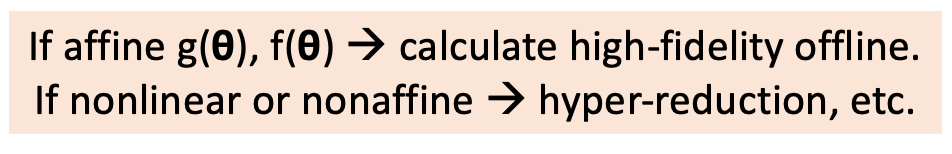 If affine g(θ), f(θ) → calculate high-fidelity offline.
If nonlinear or nonaffine → hyper-reduction, etc.